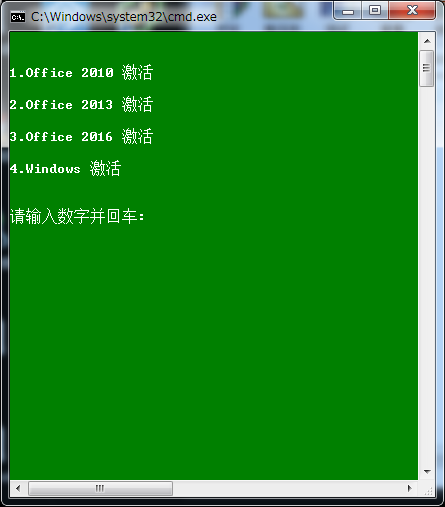 C:\Windows\system32\cmd.exe
1.Office 2010 激活
2.Office 2013 激活
3.Office 2016 激活
4.Windows 激活
请输入数字并回车: